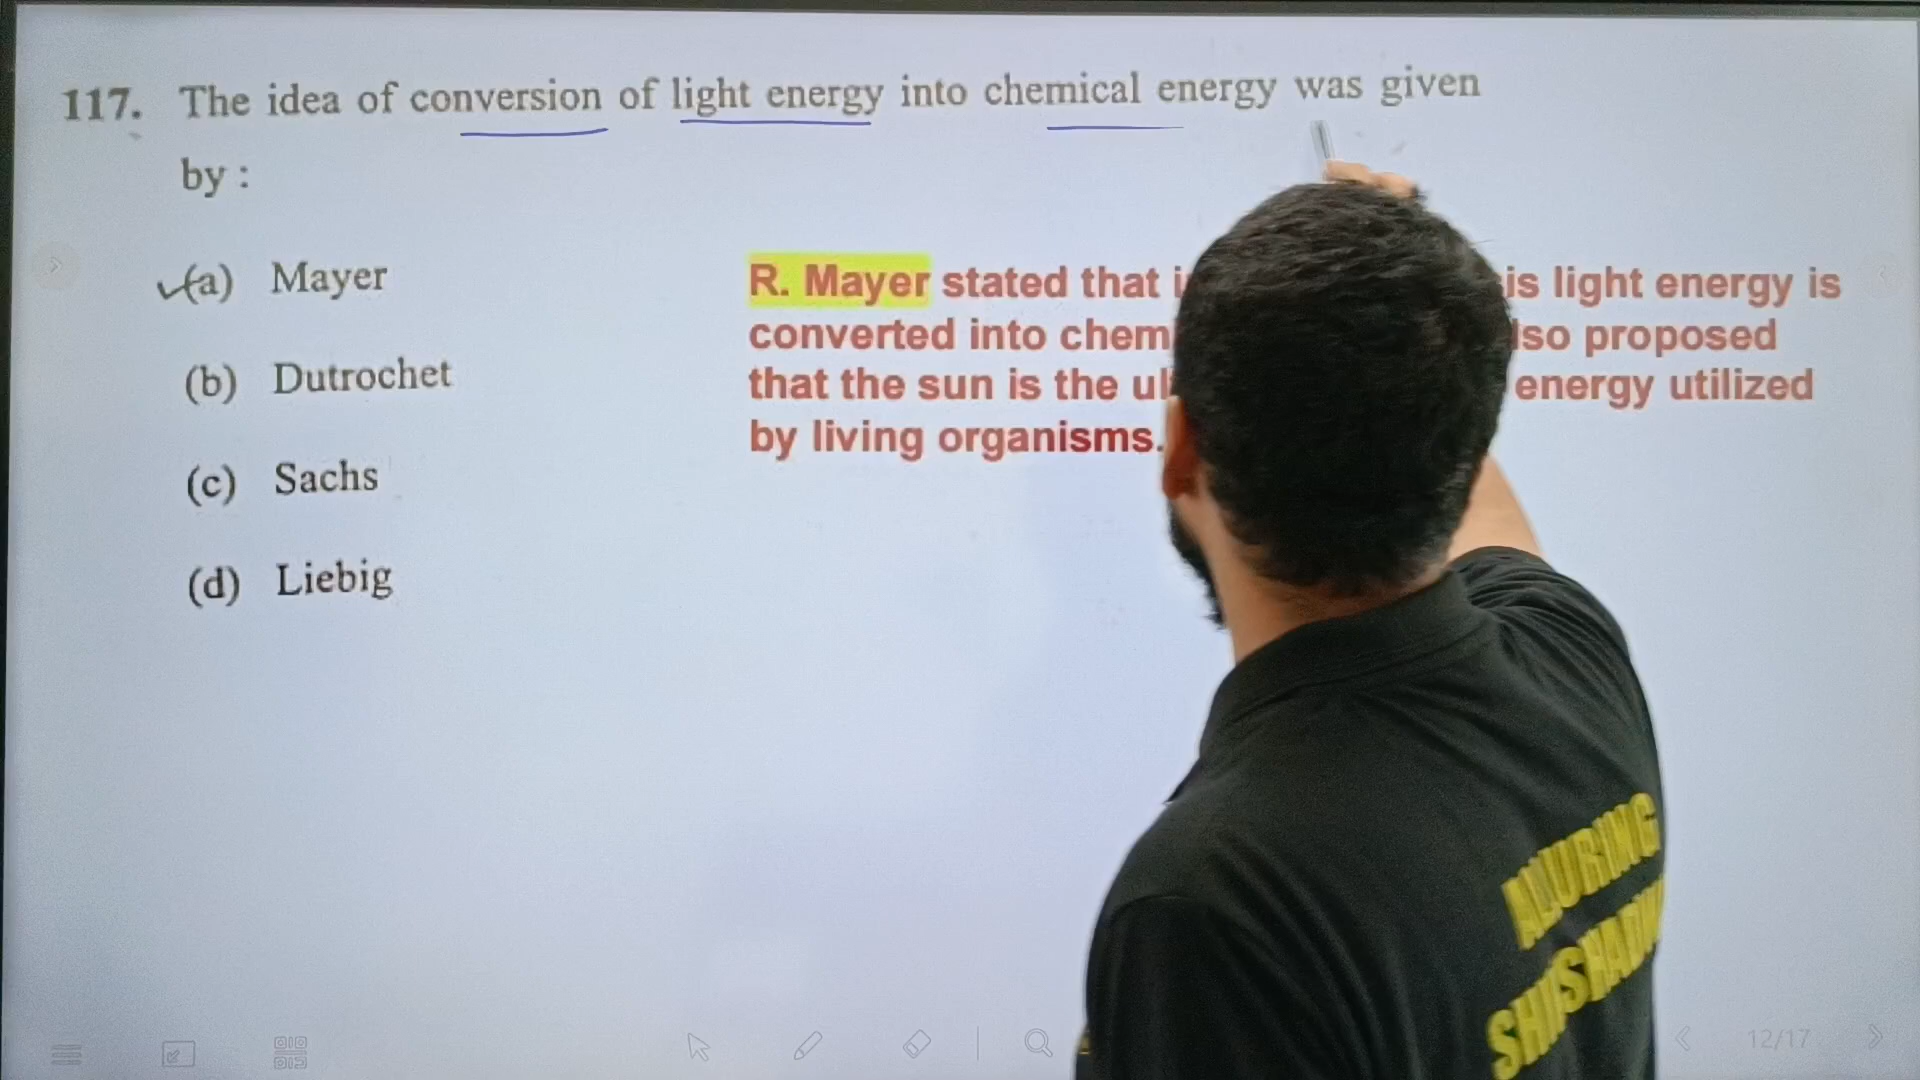 117. The idea of conversion of light energy into chemical energy was given
by :
(a) Mayer
(b) Dutrochet
(c) Sachs
(d) Liebig
R. Mayer stated that is light energy is
converted into chem lso proposed
that the sun is the ul energy utilized
by living organisms.
12/17